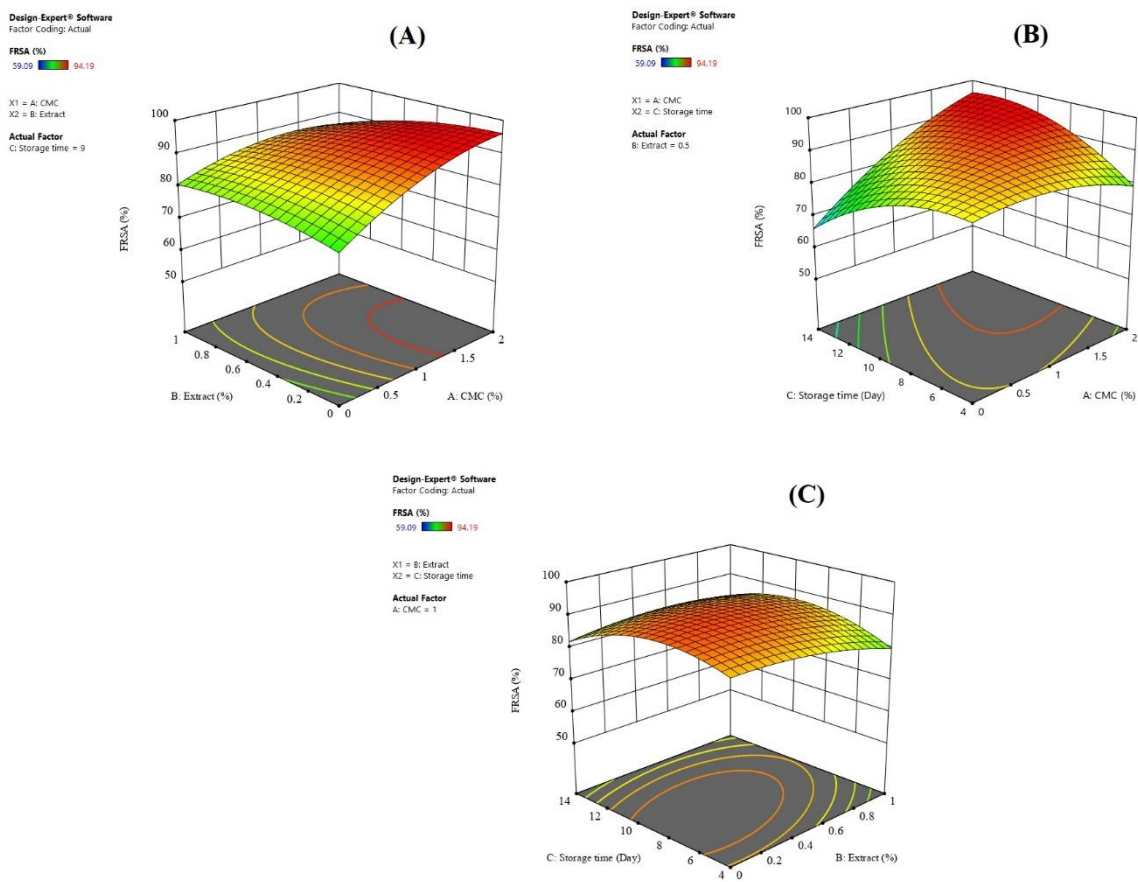 Design-Expert® Software
Factor Coding: Actual
FRSA (%)
59.09 94.19
X1 = A: CMC
X2 = B: Extract
Actual Factor
C: Storage time = 9
(A)
100
90
80
70
60
50
FRSA (%)
1
0.8
0.6
0.4
0.2
0
B: Extract (%)
0
0.5
1
1.5
2
A: CMC (%)
Design-Expert® Software
Factor Coding: Actual
FRSA (%)
59.09 94.19
X1 = A: CMC
X2 = C: Storage time
Actual Factor
B: Extract = 0.5
(B)
100
90
80
70
60
50
FRSA (%)
14
12
10
8
6
4
C: Storage time (Day)
0
0.5
1
1.5
2
A: CMC (%)
Design-Expert® Software
Factor Coding: Actual
FRSA (%)
59.09 94.19
X1 = B: Extract
X2 = C: Storage time
Actual Factor
A: CMC = 1
(C)
100
90
80
70
60
50
FRSA (%)
14
12
10
8
6
4
C: Storage time (Day)
0
0.2
0.4
0.6
0.8
1
B: Extract (%)